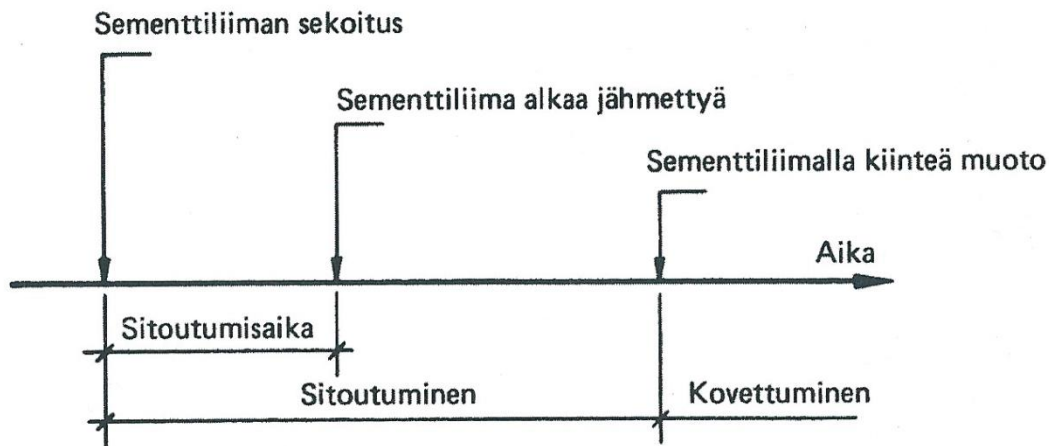 Sementtiliiman sekoitus
Sementtiliima alkaa jähmettyä
Sementtiliimalla kiinteä muoto
Aika
Sitoutumisaika
Sitoutuminen
Kovettuminen